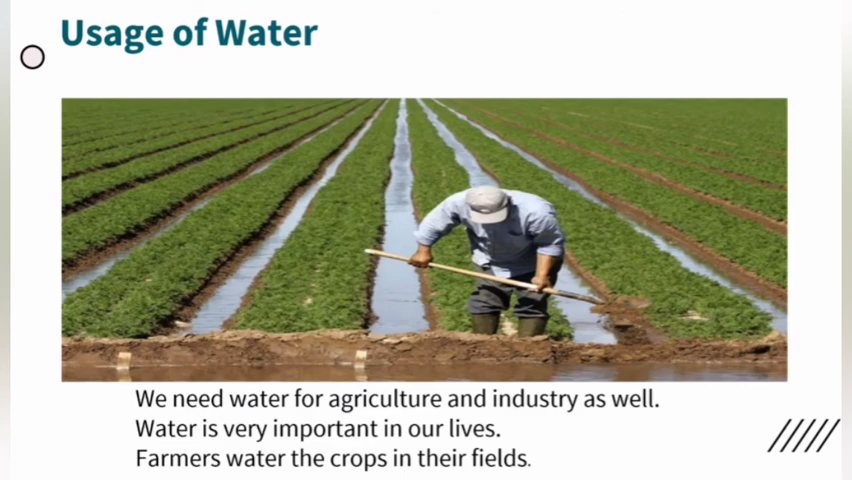 Usage of Water
We need water for agriculture and industry as well.
Water is very important in our lives.
Farmers water the crops in their fields.